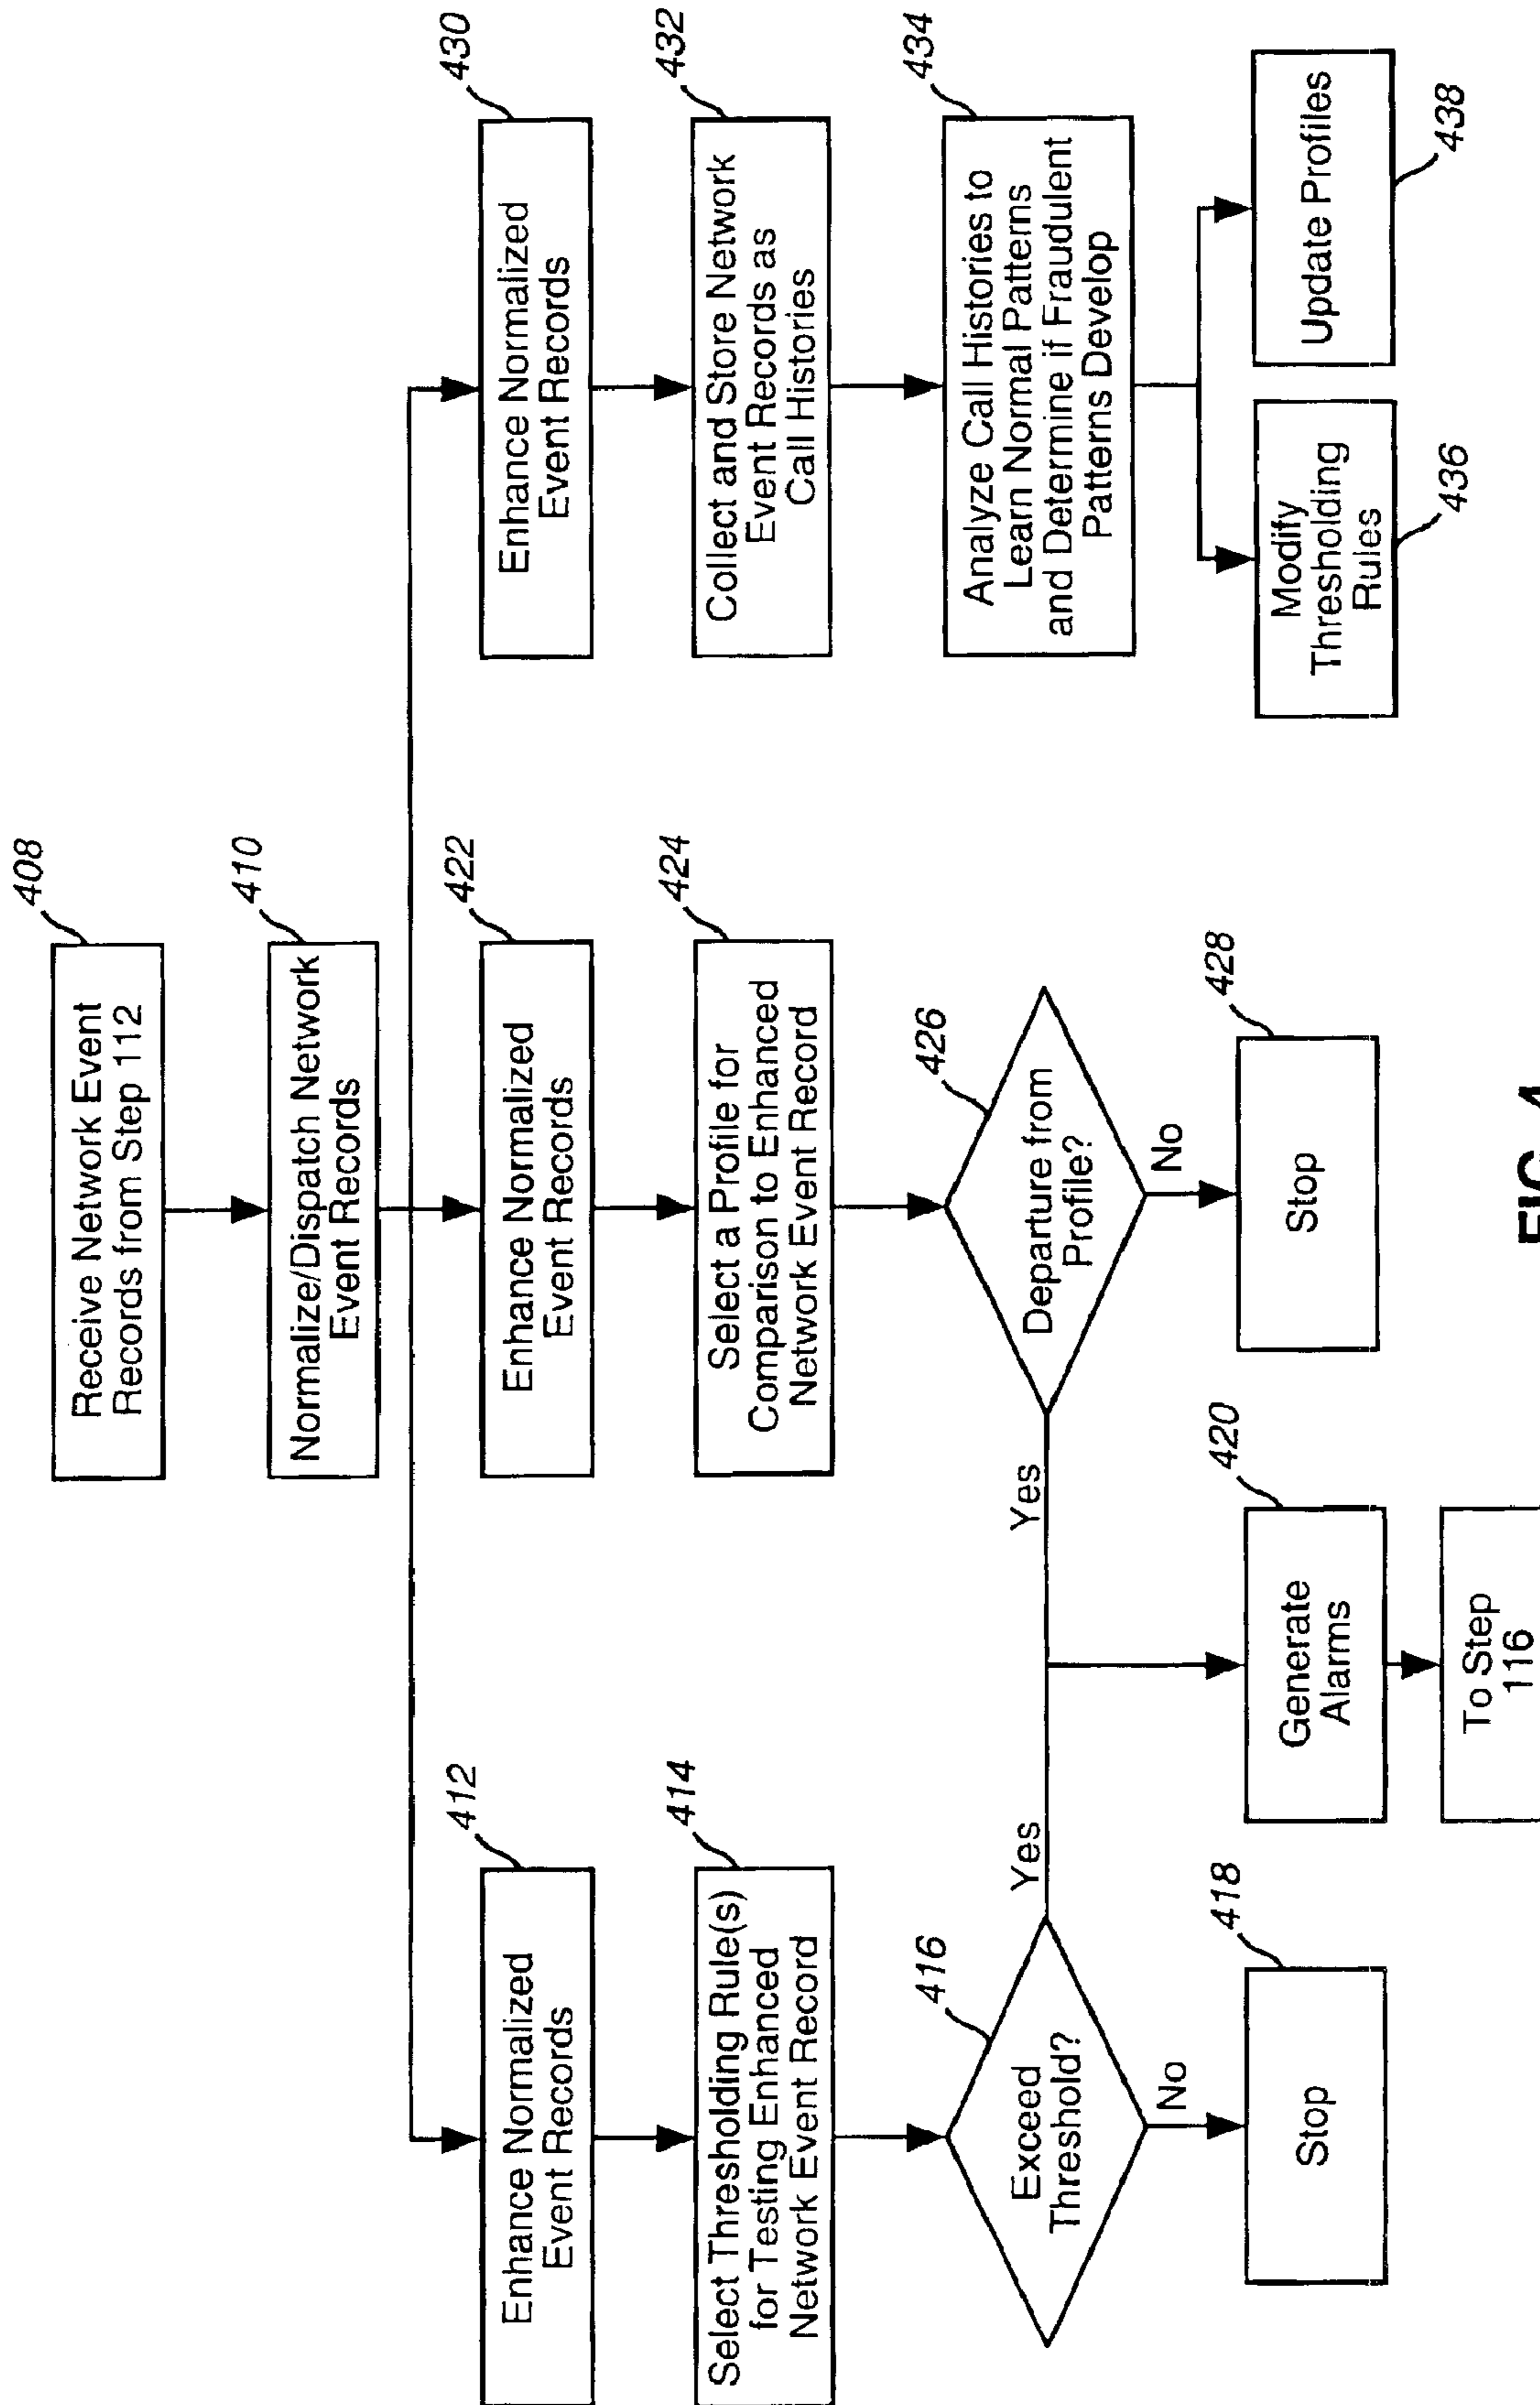 408
Receive Network Event
Records from Step 112
410
Normalize/Dispatch Network
Event Records
412
Enhance Normalized
Event Records
414
Select Thresholding Rule(s)
for Testing Enhanced
Network Event Record
416
Exceed
Threshold?
Yes
No
418
Stop
422
Enhance Normalized
Event Records
424
Select a Profile for
Comparison to Enhanced
Network Event Record
426
Departure from
Profile?
Yes
No
428
Stop
420
Generate
Alarms
To Step
116
430
Enhance Normalized
Event Records
432
Collect and Store Network
Event Records as
Call Histories
434
Analyze Call Histories to
Learn Normal Patterns
and Determine if Fraudulent
Patterns Develop
Modify
Thresholding
Rules
436
Update Profiles
438